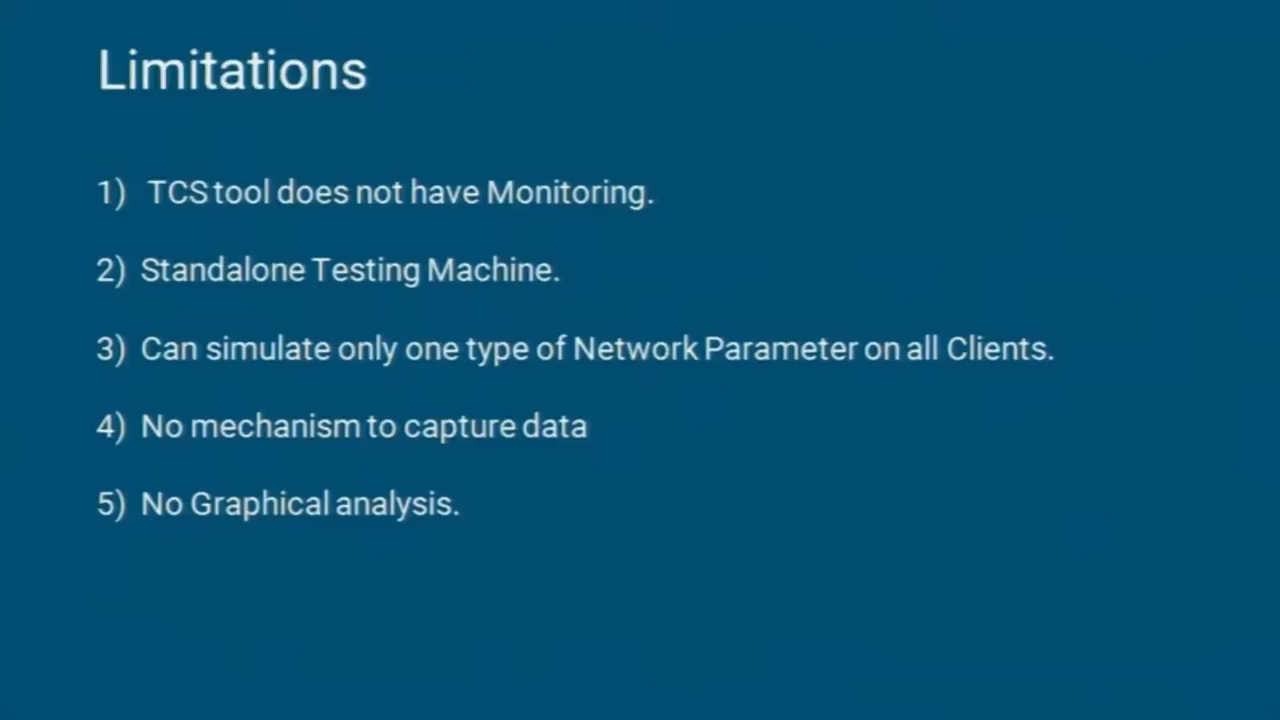 Limitations
1) TCS tool does not have Monitoring.
2) Standalone Testing Machine.
3) Can simulate only one type of Network Parameter on all Clients.
4) No mechanism to capture data
5) No Graphical analysis.